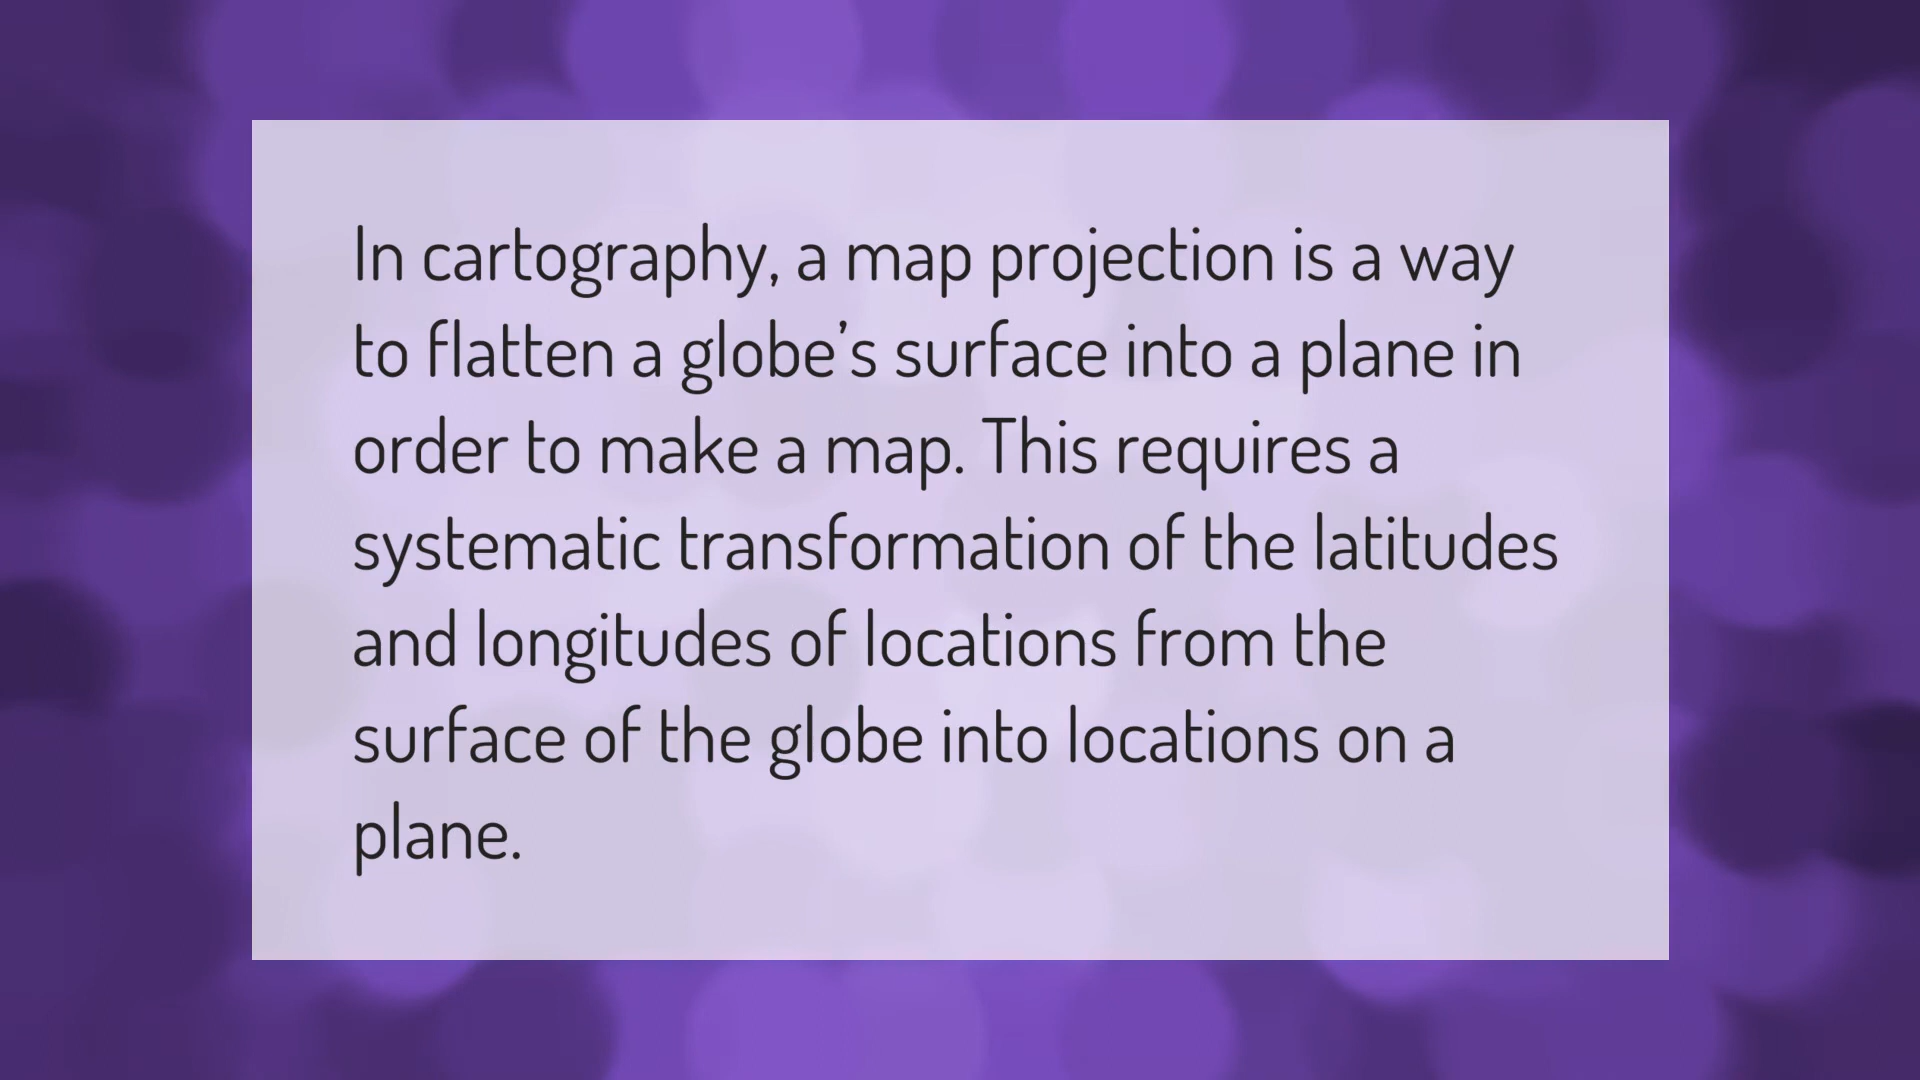 In cartography, a map projection is a way
to flatten a globe’s surface into a plane in
order to make a map. This requires a
systematic transformation of the latitudes
and longitudes of locations from the
surface of the globe into locations on a
plane.